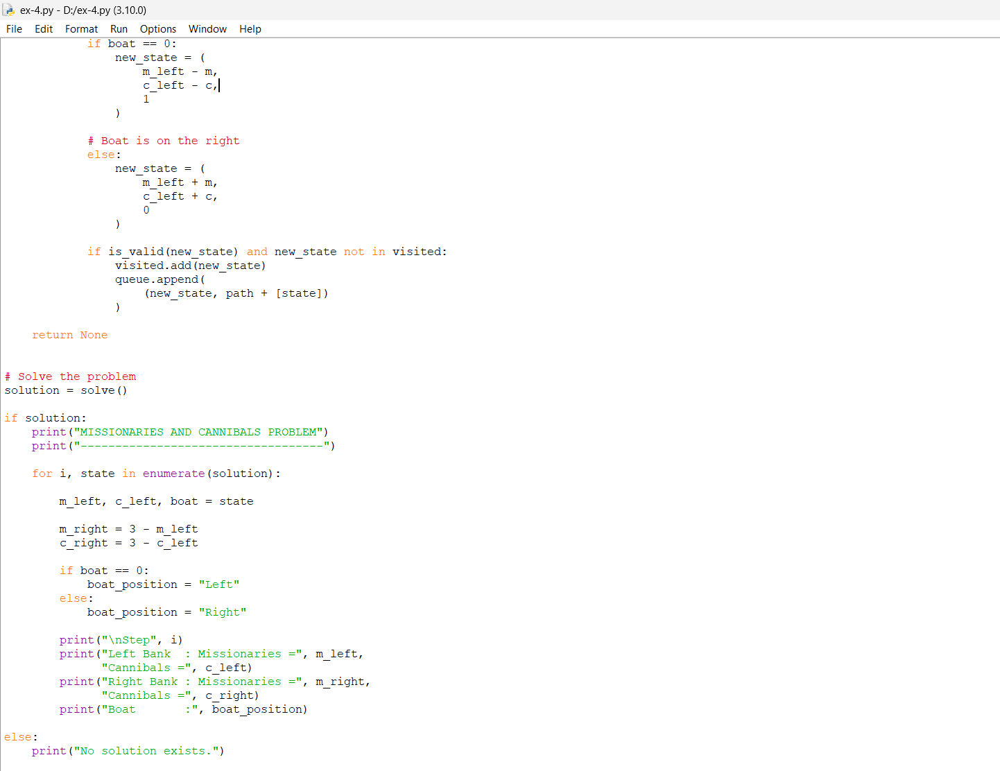 ex-4.py - D:/ex-4.py (3.10.0)
File Edit Format Run Options Window Help
            if boat == 0:
                new_state = (
                    m_left - m,
                    c_left - c,
                    1
                )

            # Boat is on the right
            else:
                new_state = (
                    m_left + m,
                    c_left + c,
                    0
                )

            if is_valid(new_state) and new_state not in visited:
                visited.add(new_state)
                queue.append(
                    (new_state, path + [state])
                )

    return None


# Solve the problem
solution = solve()

if solution:
    print("MISSIONARIES AND CANNIBALS PROBLEM")
    print("-----------------------------------")

    for i, state in enumerate(solution):

        m_left, c_left, boat = state

        m_right = 3 - m_left
        c_right = 3 - c_left

        if boat == 0:
            boat_position = "Left"
        else:
            boat_position = "Right"

        print("\nStep", i)
        print("Left Bank  : Missionaries =", m_left,
              "Cannibals =", c_left)
        print("Right Bank : Missionaries =", m_right,
              "Cannibals =", c_right)
        print("Boat       :", boat_position)

else:
    print("No solution exists.")